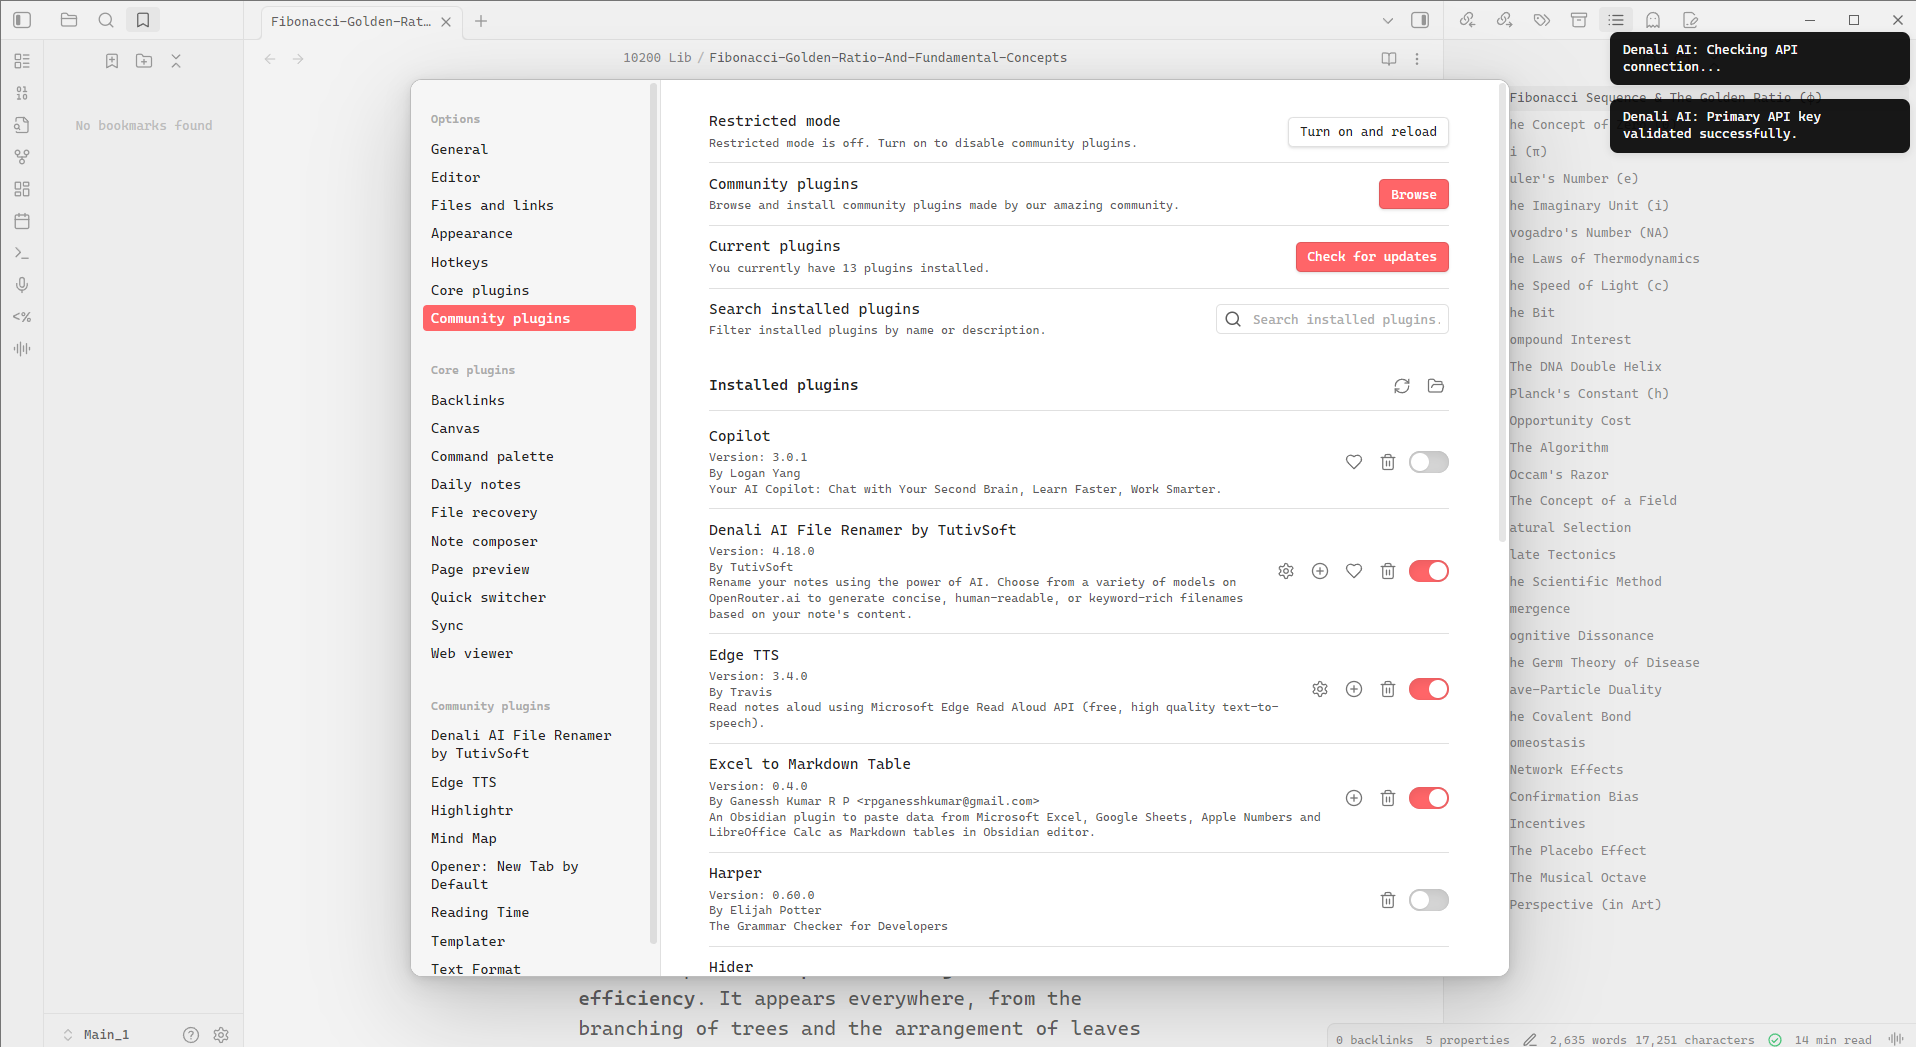 Fibonacci-Golden-Rat...
10200 Lib / Fibonacci-Golden-Ratio-And-Fundamental-Concepts
No bookmarks found
Main_1
Options
General
Editor
Files and links
Appearance
Hotkeys
Core plugins
Community plugins
Core plugins
Backlinks
Canvas
Command palette
Daily notes
File recovery
Note composer
Page preview
Quick switcher
Sync
Web viewer
Community plugins
Denali AI File Renamer
by TutivSoft
Edge TTS
Highlightr
Mind Map
Opener: New Tab by
Default
Reading Time
Templater
Text Format
Restricted mode
Restricted mode is off. Turn on to disable community plugins.
Turn on and reload
Community plugins
Browse and install community plugins made by our amazing community.
Browse
Current plugins
You currently have 13 plugins installed.
Check for updates
Search installed plugins
Filter installed plugins by name or description.
Search installed plugins.
Installed plugins
Copilot
Version: 3.0.1
By Logan Yang
Your AI Copilot: Chat with Your Second Brain, Learn Faster, Work Smarter.
Denali AI File Renamer by TutivSoft
Version: 4.18.0
By TutivSoft
Rename your notes using the power of AI. Choose from a variety of models on
OpenRouter.ai to generate concise, human-readable, or keyword-rich filenames
based on your note's content.
Edge TTS
Version: 3.4.0
By Travis
Read notes aloud using Microsoft Edge Read Aloud API (free, high quality text-to-
speech).
Excel to Markdown Table
Version: 0.4.0
By Ganessh Kumar R P <rpganesshkumar@gmail.com>
An Obsidian plugin to paste data from Microsoft Excel, Google Sheets, Apple Numbers and
LibreOffice Calc as Markdown tables in Obsidian editor.
Harper
Version: 0.60.0
By Elijah Potter
The Grammar Checker for Developers
Hider
efficiency. It appears everywhere, from the
branching of trees and the arrangement of leaves
Denali AI: Checking API
connection...
Denali AI: Primary API key
validated successfully.
Fibonacci Sequence & The Golden Ratio (ϕ)
he Concept of
i (π)
uler's Number (e)
he Imaginary Unit (i)
vogadro's Number (NA)
he Laws of Thermodynamics
he Speed of Light (c)
he Bit
ompound Interest
The DNA Double Helix
Planck's Constant (h)
Opportunity Cost
The Algorithm
Occam's Razor
The Concept of a Field
atural Selection
late Tectonics
he Scientific Method
mergence
ognitive Dissonance
he Germ Theory of Disease
ave-Particle Duality
he Covalent Bond
omeostasis
Network Effects
Confirmation Bias
Incentives
The Placebo Effect
The Musical Octave
Perspective (in Art)
0 backlinks 5 properties 2,635 words 17,251 characters 14 min read